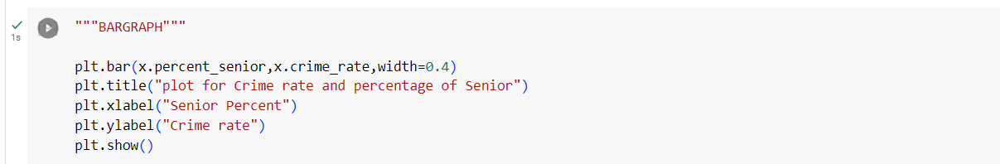 """BARGRAPH"""
1s
plt.bar(x.percent_senior,x.crime_rate,width=0.4)
plt.title("plot for Crime rate and percentage of Senior")
plt.xlabel("Senior Percent")
plt.ylabel("Crime rate")
plt.show()